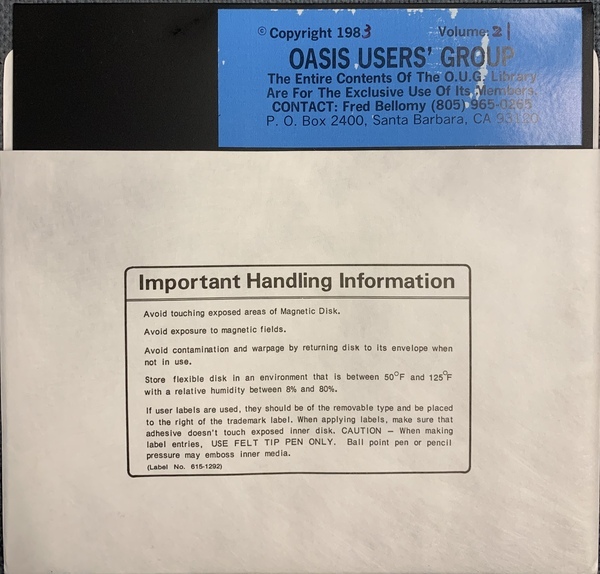 © Copyright 1983 Volume 21
OASIS USERS' GROUP
The Entire Contents Of The O.U.G. Library
Are For The Exclusive Use Of Its Members.
CONTACT: Fred Bellomy (805) 965-0265
P. O. Box 2400, Santa Barbara, CA 93120
Important Handling Information
Avoid touching exposed areas of Magnetic Disk.
Avoid exposure to magnetic fields.
Avoid contamination and warpage by returning disk to its envelope when
not in use.
Store flexible disk in an environment that is between 50°F and 125°F
with a relative humidity between 8% and 80%.
If user labels are used, they should be of the removable type and be placed
to the right of the trademark label. When applying labels, make sure that
adhesive doesn't touch exposed inner disk. CAUTION – When making
label entries, USE FELT TIP PEN ONLY. Ball point pen or pencil
pressure may emboss inner media.
(Label No. 615-1292)